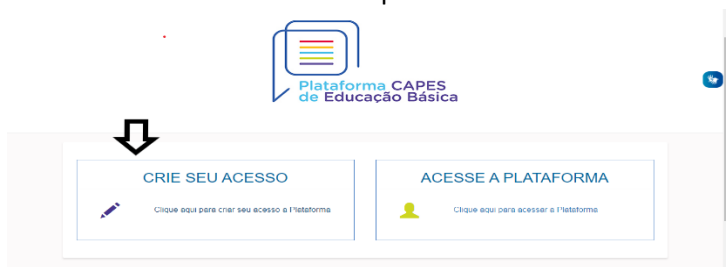 Plataforma CAPES
de Educação Básica
CRIE SEU ACESSO
Clique aqui para criar seu acesso a Plataforma
ACESSE A PLATAFORMA
Clique aqui para acessar a Plataforma